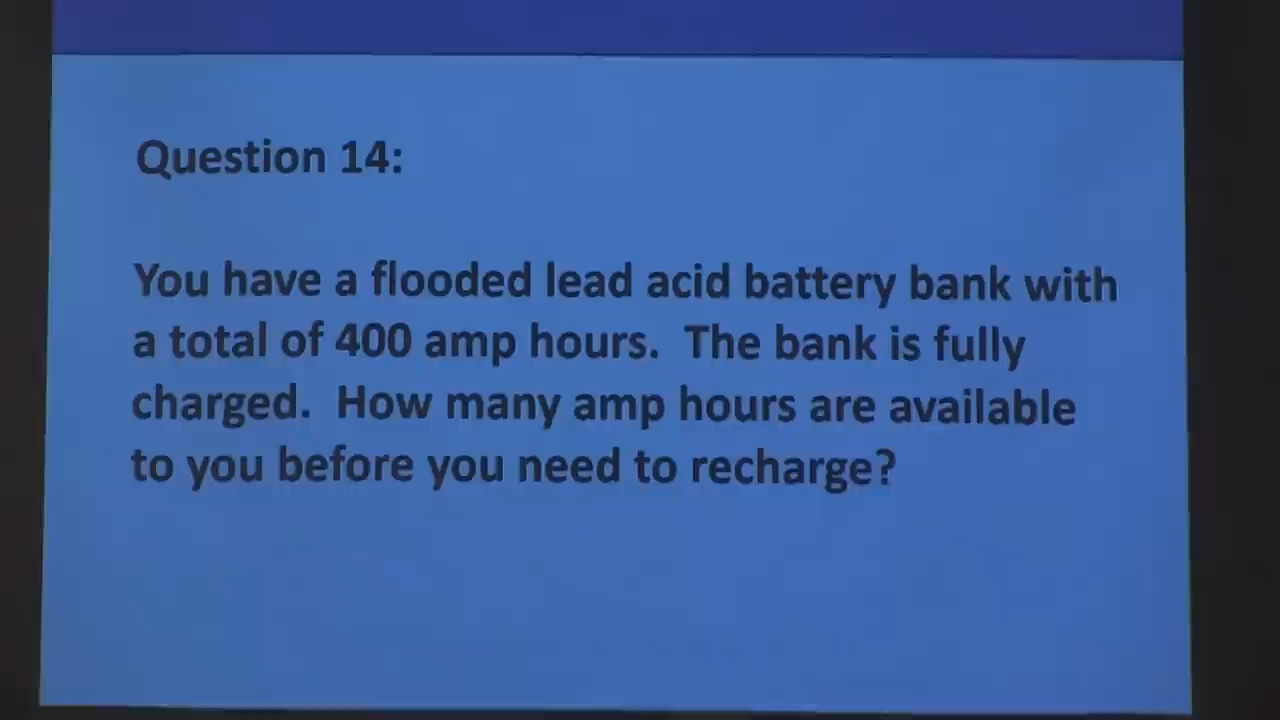 Question 14:
You have a flooded lead acid battery bank with
a total of 400 amp hours.  The bank is fully
charged.  How many amp hours are available
to you before you need to recharge?